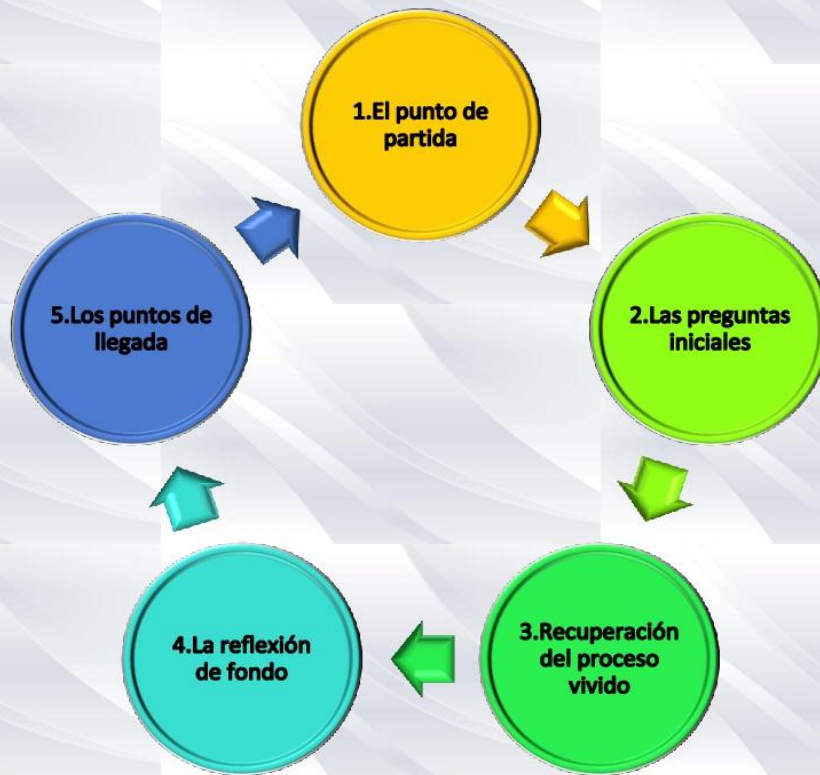 1.El punto de
partida
2.Las preguntas
iniciales
3.Recuperación
del proceso
vivido
4.La reflexión
de fondo
5.Los puntos de
llegada